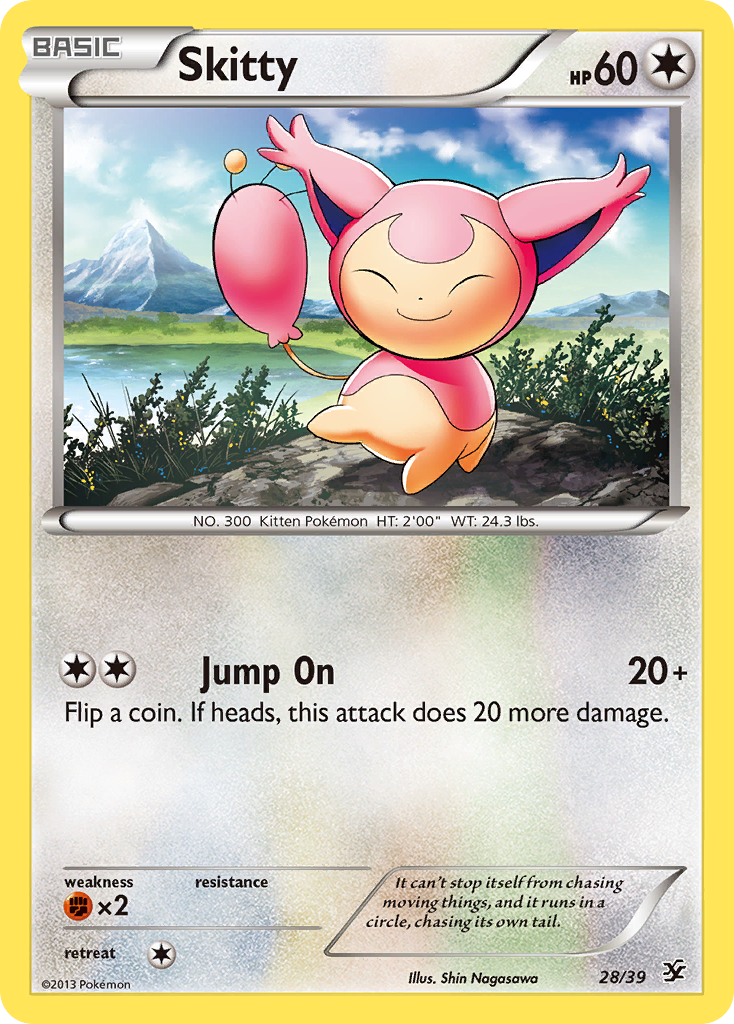 BASIC
Skitty
HP60
NO. 300 Kitten Pokémon HT: 2'00" WT: 24.3 lbs.
Jump On 20+
Flip a coin. If heads, this attack does 20 more damage.
weakness resistance
×2
It can't stop itself from chasing
moving things, and it runs in a
circle, chasing its own tail.
retreat
©2013 Pokémon
Illus. Shin Nagasawa
28/39